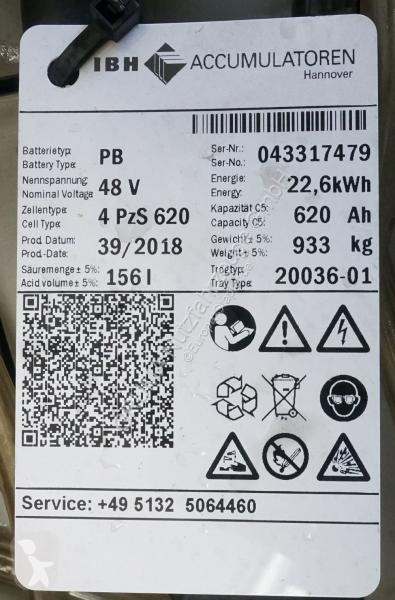 IBH ACCUMULATOREN
Hannover
Batterietyp: PB
Battery Type:
Ser-Nr.: 043317479
Ser-No.:
Nennspannung 48 V
Nominal Voltage
Energie: 22,6kWh
Energy:
Zellentyp: 4 PzS 620
Cell Type:
Kapazität C5: 620 Ah
Capacity C5:
Prod. Datum: 39/2018
Prod.-Date:
Gewicht ± 5%: 933 kg
Weight ± 5%:
Säuremenge ± 5%: 156 l
Acid volume ± 5%:
Trogtyp: 20036-01
Tray Type:
Service: +49 5132 5064460